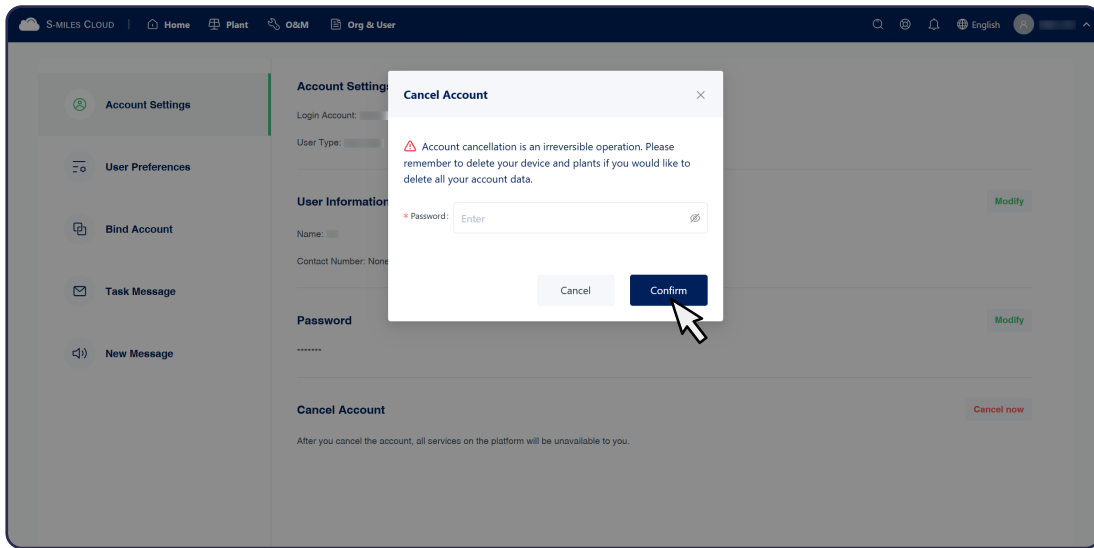 S-MILES CLOUD | Home Plant O&M Org & User English
Account Settings
User Preferences
Bind Account
Task Message
New Message
Account Settings
Login Account:
User Type:
User Information
Modify
Name:
Contact Number: None
Password
Modify
*******
Cancel Account
Cancel now
After you cancel the account, all services on the platform will be unavailable to you.
Cancel Account
Account cancellation is an irreversible operation. Please
remember to delete your device and plants if you would like to
delete all your account data.
* Password: Enter
Cancel Confirm